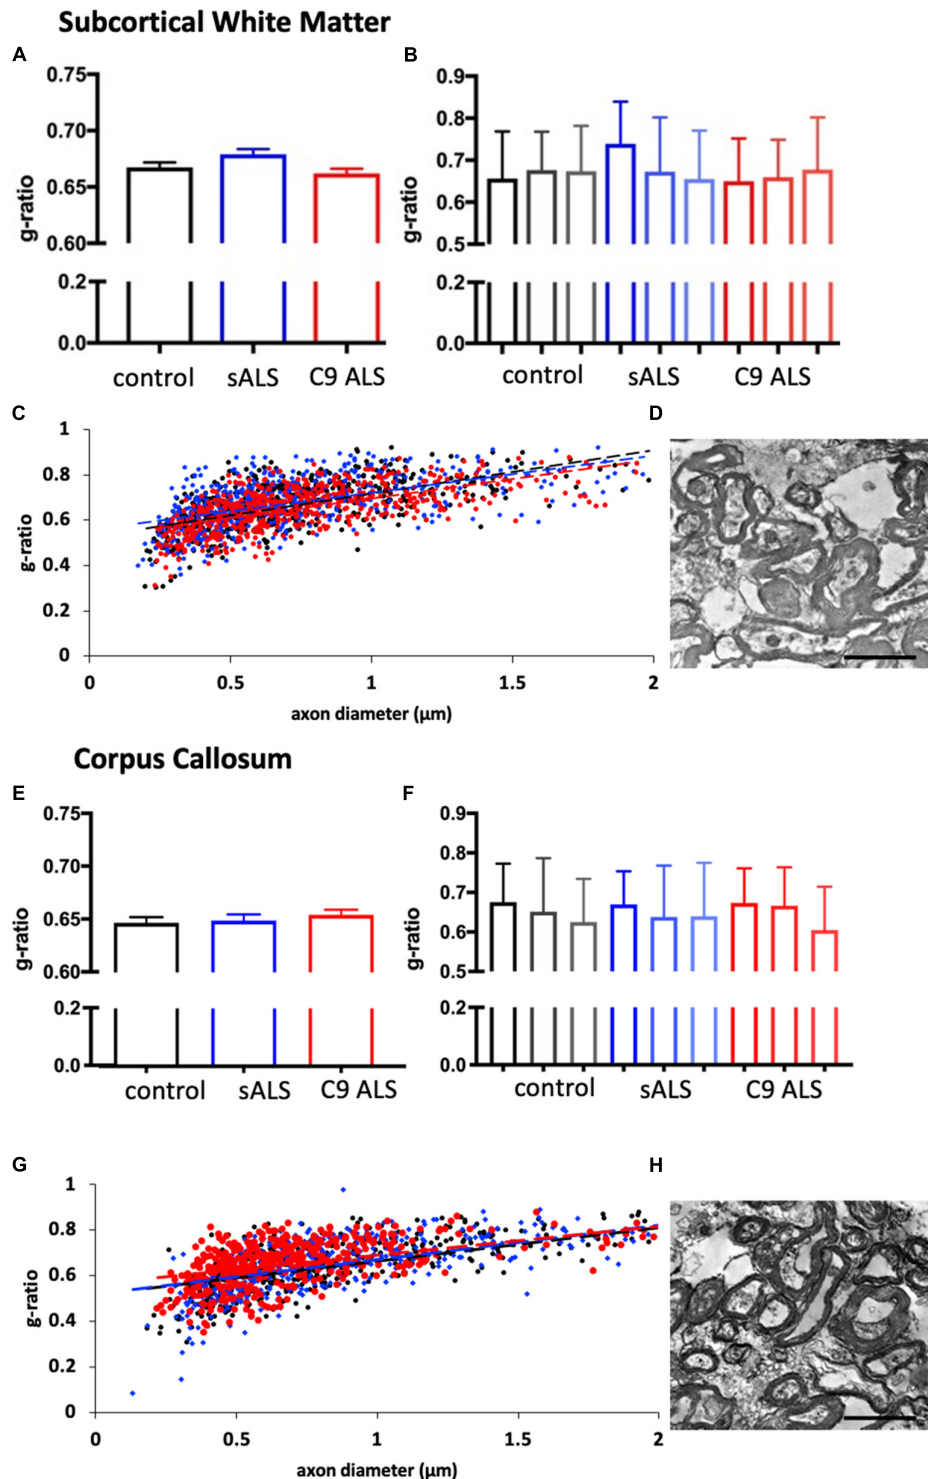 Subcortical White Matter
A
B
0.75
0.70
0.65
0.60
0.2
0.0
g-ratio
control sALS C9 ALS
0.9
0.8
0.7
0.6
0.5
0.2
0.0
g-ratio
control sALS C9 ALS
C
D
1
0.8
0.6
0.4
0.2
0
g-ratio
0 0.5 1 1.5 2
axon diameter (µm)
Corpus Callosum
E
F
0.75
0.70
0.65
0.60
0.2
0.0
g-ratio
control sALS C9 ALS
0.9
0.8
0.7
0.6
0.5
0.2
0.0
g-ratio
control sALS C9 ALS
G
H
1
0.8
0.6
0.4
0.2
0
g-ratio
0 0.5 1 1.5 2
axon diameter (µm)